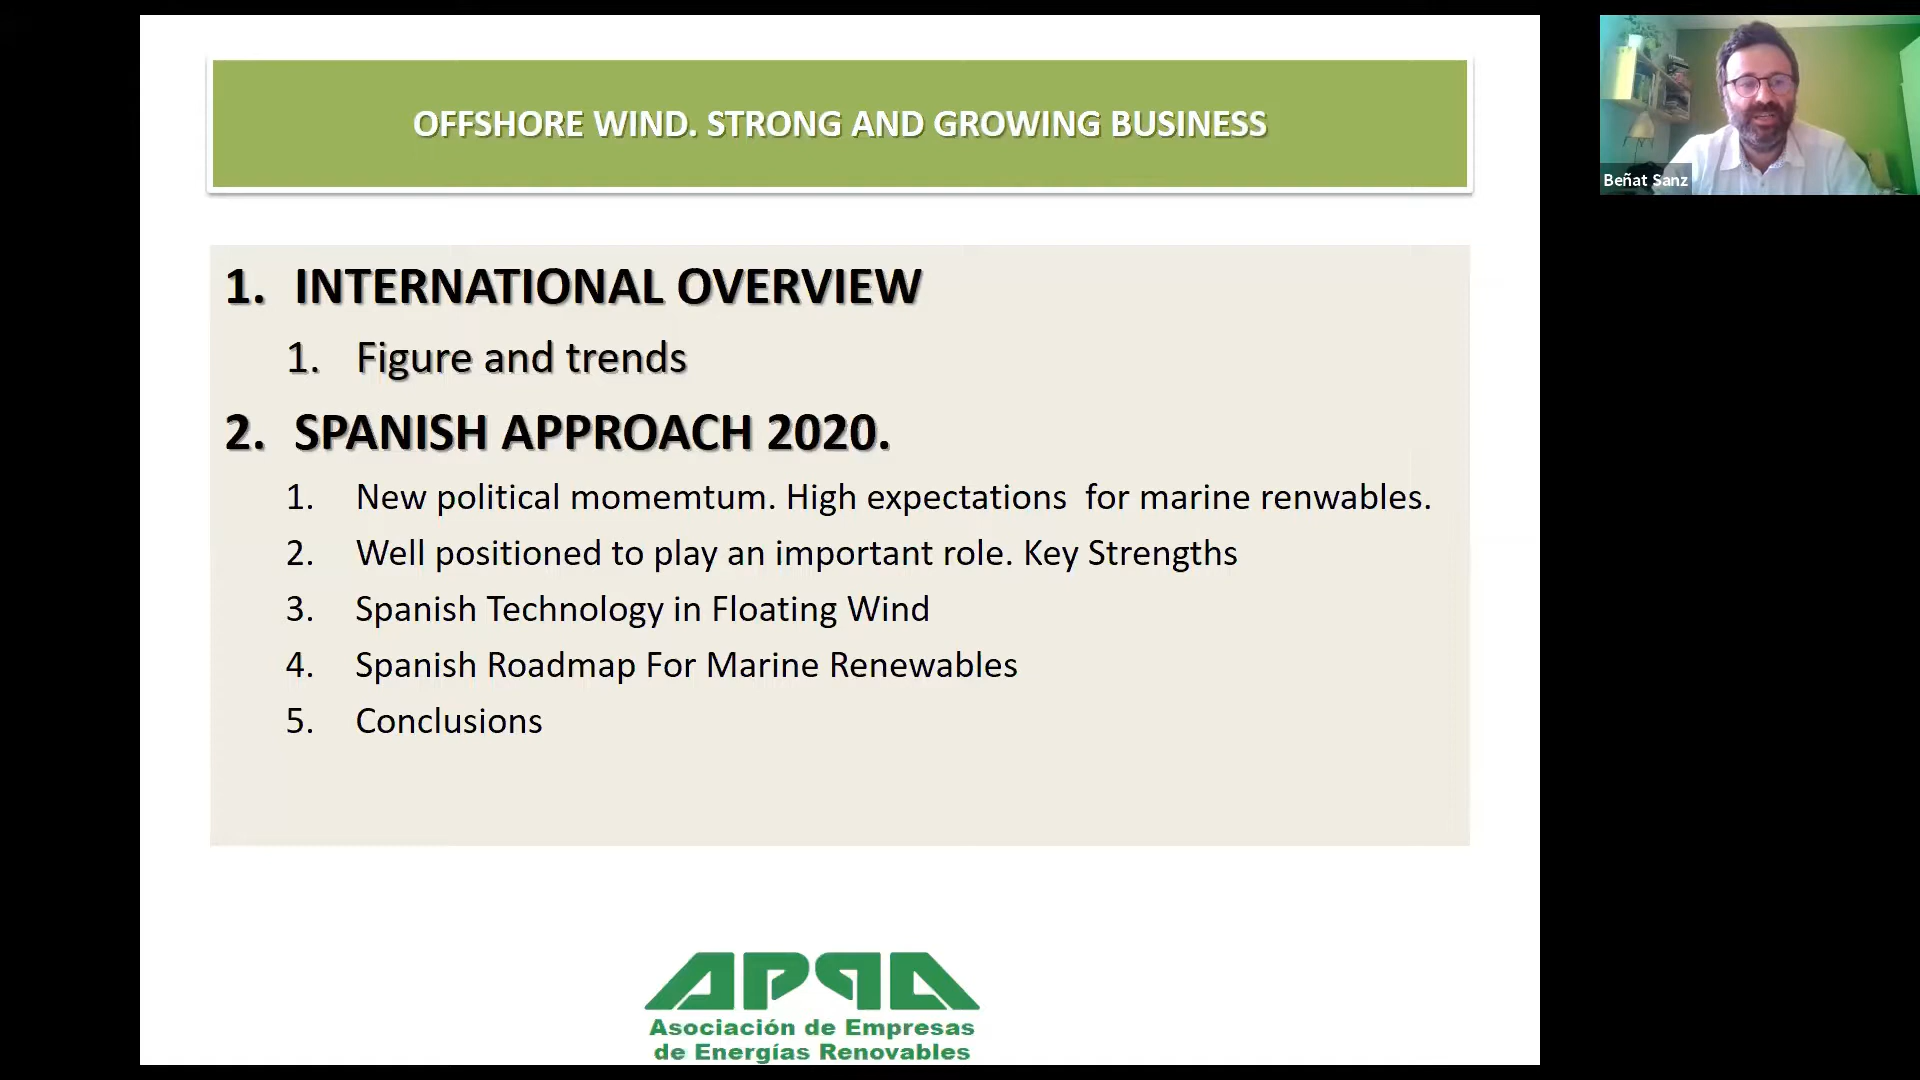 OFFSHORE WIND. STRONG AND GROWING BUSINESS
Beñat Sanz
1. INTERNATIONAL OVERVIEW
1. Figure and trends
2. SPANISH APPROACH 2020.
1. New political momemtum. High expectations for marine renwables.
2. Well positioned to play an important role. Key Strengths
3. Spanish Technology in Floating Wind
4. Spanish Roadmap For Marine Renewables
5. Conclusions
APPA
Asociación de Empresas
de Energías Renovables